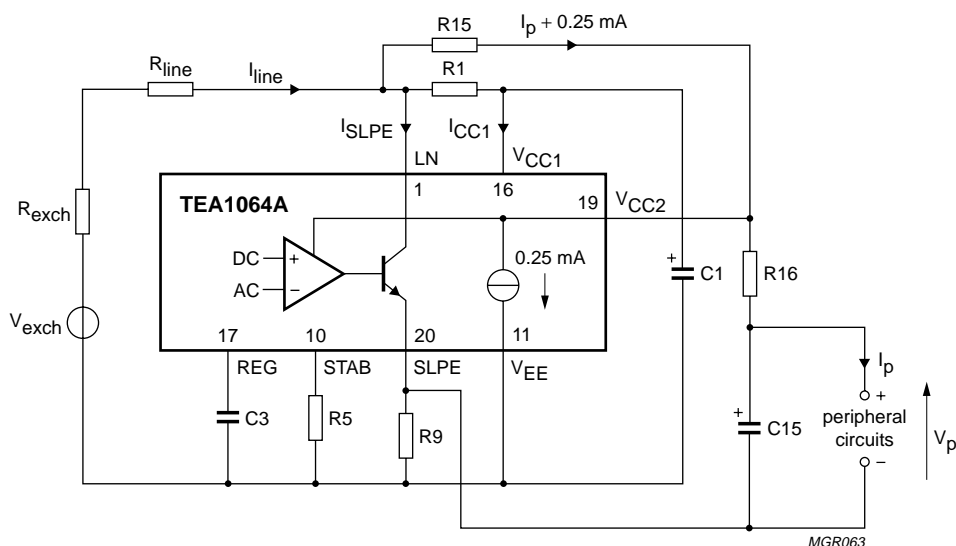 R15
Ip + 0.25 mA
Rline
Iline
R1
ISLPE
ICC1
LN
VCC1
1
16
TEA1064A
19
VCC2
Rexch
DC
+
AC
−
0.25 mA
+
C1
R16
Vexch
17
10
20
11
REG
STAB
SLPE
VEE
Ip
C3
R5
R9
+
C15
+
peripheral
circuits
−
Vp
MGR063